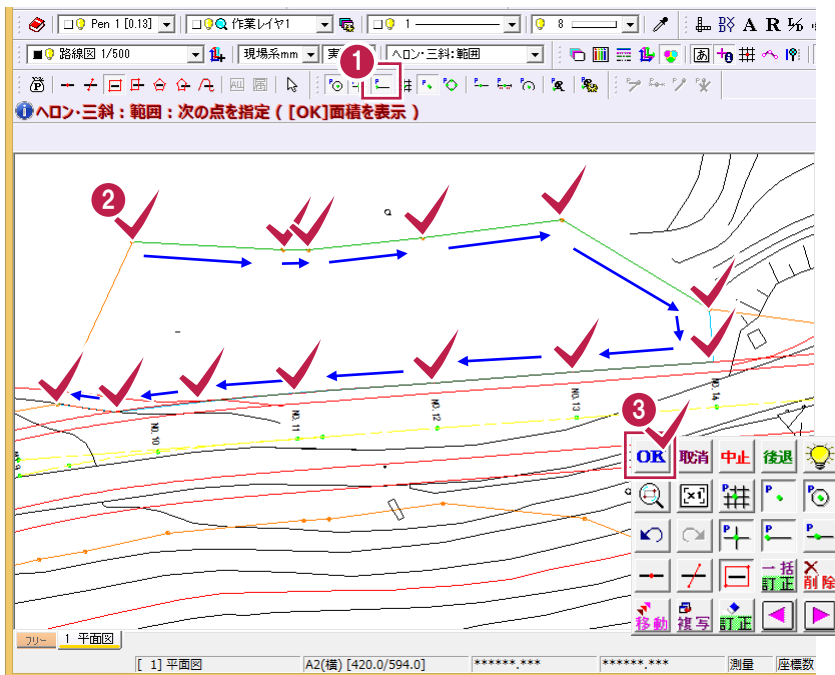 Pen 1 [0.13] 作業レイヤ1 1 8 A R
路線図 1/500 現場系mm 実 ヘロン・三斜:範囲 あ
1
ヘロン・三斜：範囲：次の点を指定 ( [OK]面積を表示 )
2
NO.9
NO.10
NO.11
NO.12
NO.13
NO.14
3
OK 取消 中止 後退
[×1] P P P
P P P
一括訂正 削除
移動 複写 訂正
フリー 1 平面図
[ 1] 平面図 A2(横) [420.0/594.0] ******.*** ******.*** 測量 座標数